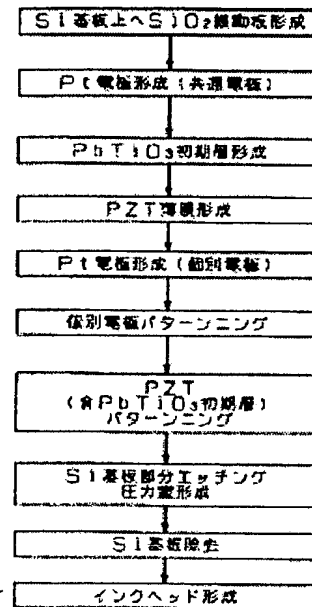 Si基板上へSiO₂振動板形成
Pt電極形成(共通電極)
PbTiO₃初期層形成
PZT薄膜形成
Pt電極形成(個別電極)
個別電極パターンニング
PZT
(含PbTiO₃初期層)
パターンニング
Si基板部分エッチング
圧力室形成
Si基板除去
インクヘッド形成